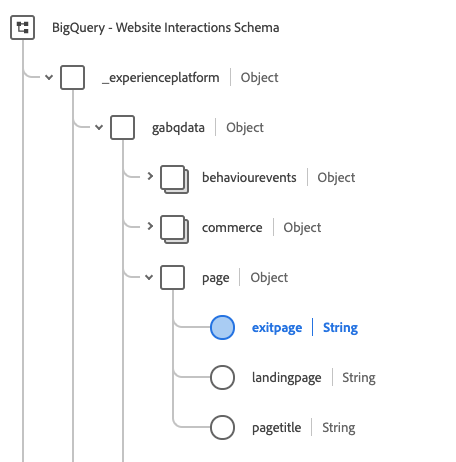 BigQuery - Website Interactions Schema
_experienceplatform | Object
gabqdata | Object
behaviourevents | Object
commerce | Object
page | Object
exitpage | String
landingpage | String
pagetitle | String